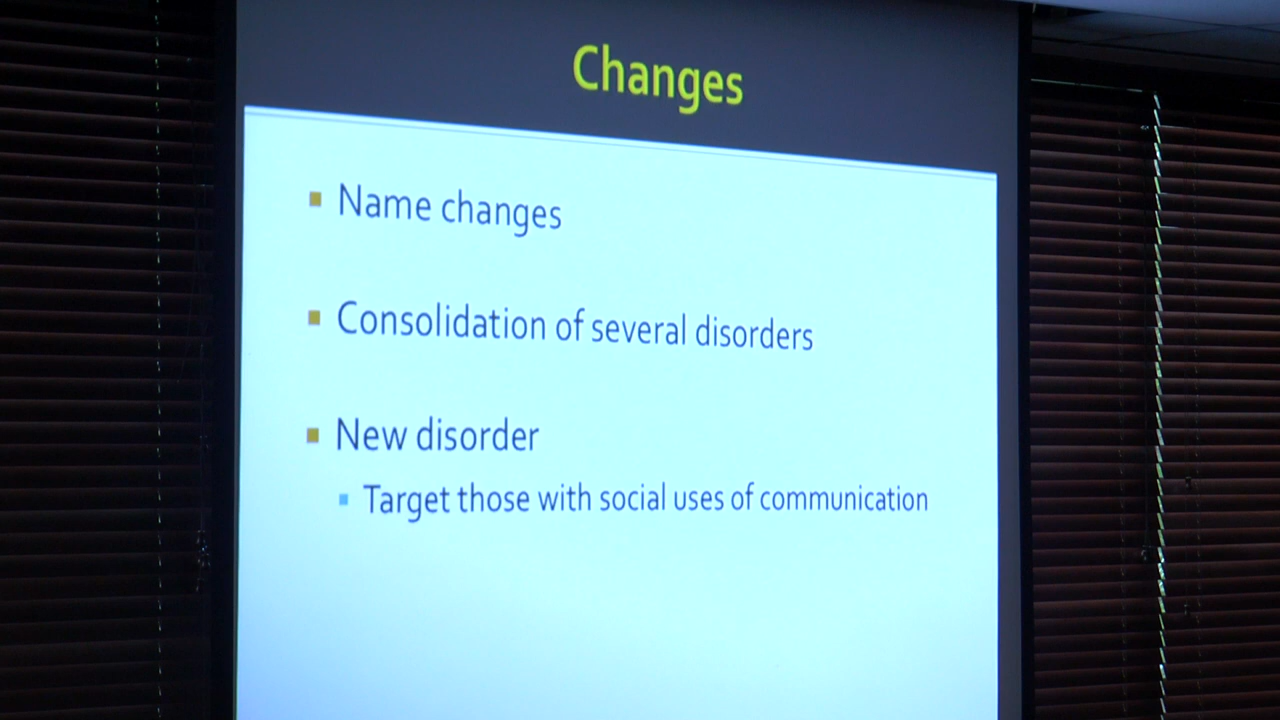 Changes
Name changes
Consolidation of several disorders
New disorder
Target those with social uses of communication